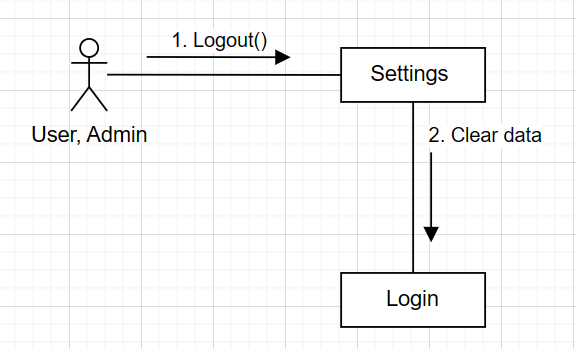 1. Logout()
Settings
User, Admin
2. Clear data
Login